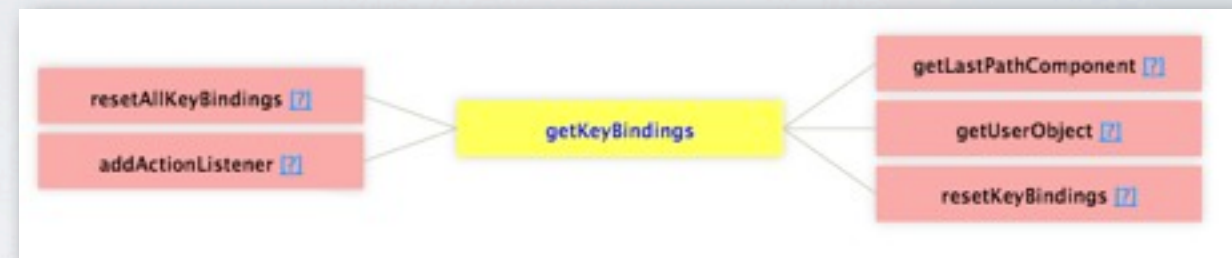 resetAllKeyBindings [?]
addActionListener [?]
getKeyBindings
getLastPathComponent [?]
getUserObject [?]
resetKeyBindings [?]